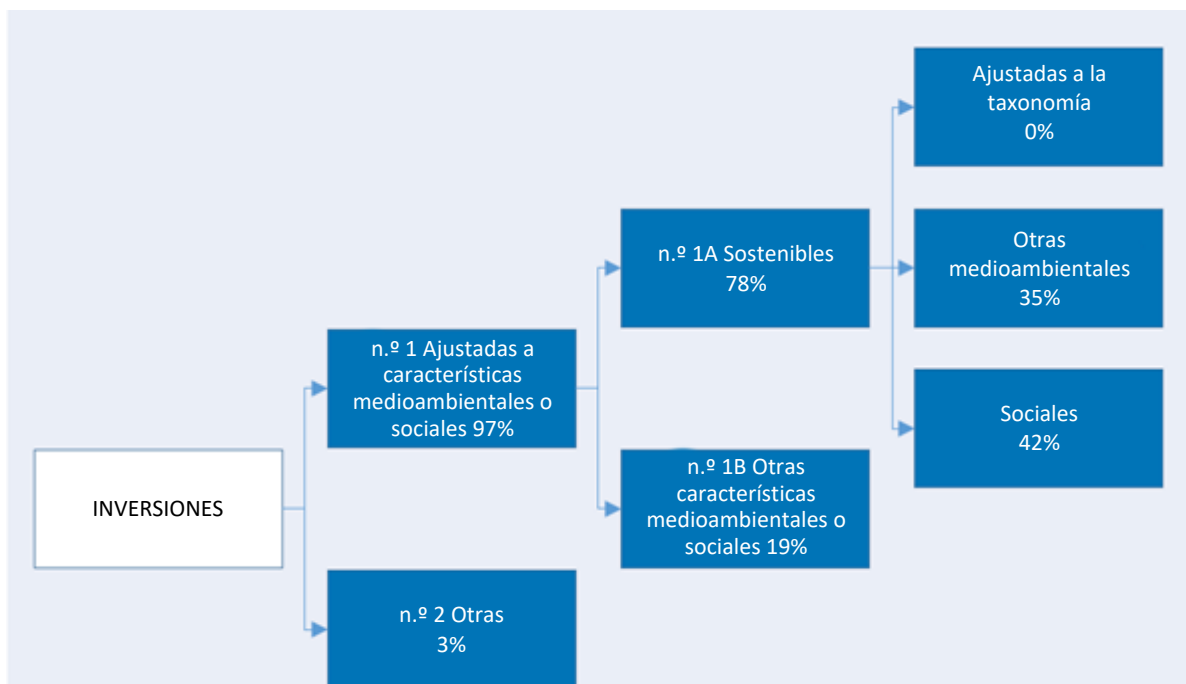 INVERSIONES
n.º 1 Ajustadas a
características
medioambientales o
sociales 97%
n.º 2 Otras
3%
n.º 1A Sostenibles
78%
n.º 1B Otras
características
medioambientales o
sociales 19%
Ajustadas a la
taxonomía
0%
Otras
medioambientales
35%
Sociales
42%